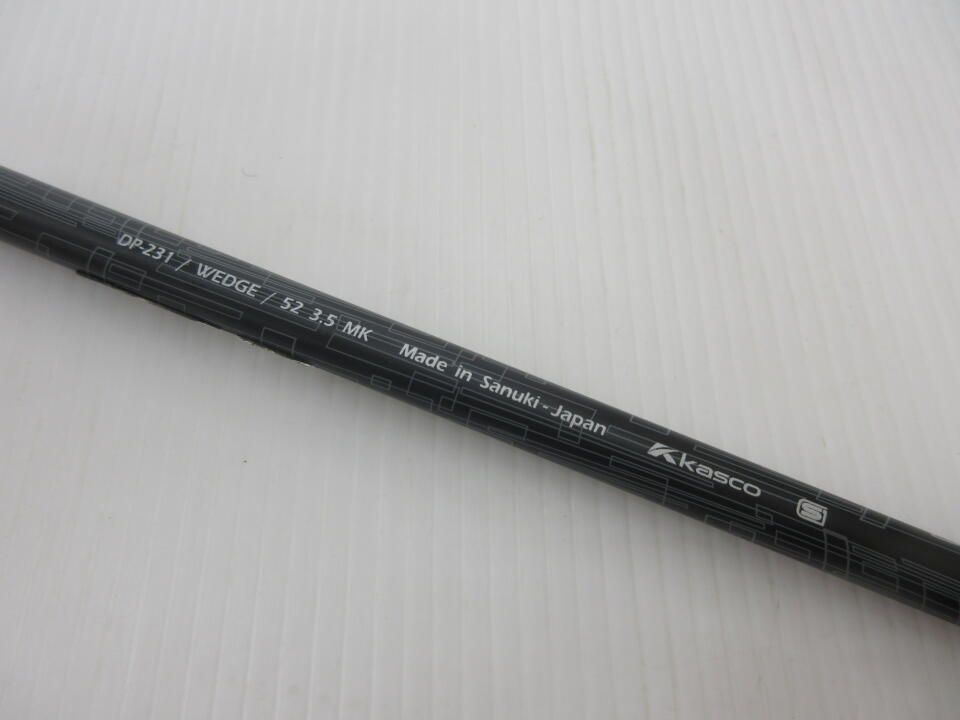 DP-231 / WEDGE / 52 3.5 MK Made in Sanuki - Japan Kasco S